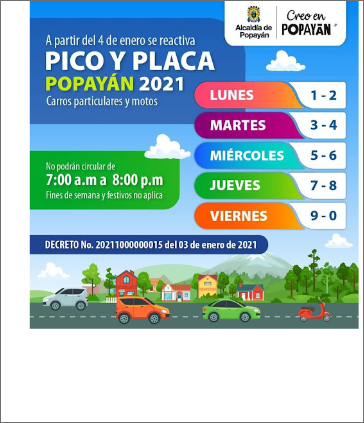 Alcaldía de
Popayán
Creo en
POPAYÁN
A partir del 4 de enero se reactiva
PICO Y PLACA
POPAYÁN 2021
Carros particulares y motos
LUNES 1 - 2
MARTES 3 - 4
MIÉRCOLES 5 - 6
JUEVES 7 - 8
VIERNES 9 - 0
No podrán circular de
7:00 a.m a 8:00 p.m
Fines de semana y festivos no aplica
DECRETO No. 20211000000015 del 03 de enero de 2021